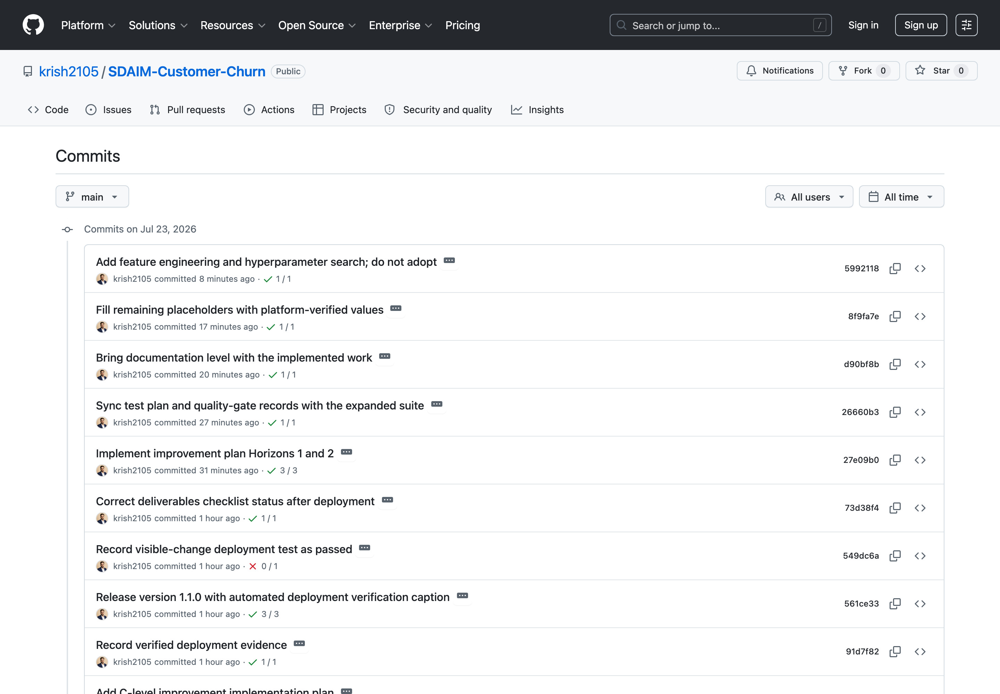 Platform Solutions Resources Open Source Enterprise Pricing Search or jump to... / Sign in Sign up
krish2105 / SDAIM-Customer-Churn Public Notifications Fork 0 Star 0
Code Issues Pull requests Actions Projects Security and quality Insights
Commits
main All users All time
Commits on Jul 23, 2026
Add feature engineering and hyperparameter search; do not adopt
krish2105 committed 8 minutes ago · 1 / 1
5992118
Fill remaining placeholders with platform-verified values
krish2105 committed 17 minutes ago · 1 / 1
8f9fa7e
Bring documentation level with the implemented work
krish2105 committed 20 minutes ago · 1 / 1
d90bf8b
Sync test plan and quality-gate records with the expanded suite
krish2105 committed 27 minutes ago · 1 / 1
26660b3
Implement improvement plan Horizons 1 and 2
krish2105 committed 31 minutes ago · 3 / 3
27e09b0
Correct deliverables checklist status after deployment
krish2105 committed 1 hour ago · 1 / 1
73d38f4
Record visible-change deployment test as passed
krish2105 committed 1 hour ago · 0 / 1
549dc6a
Release version 1.1.0 with automated deployment verification caption
krish2105 committed 1 hour ago · 3 / 3
561ce33
Record verified deployment evidence
krish2105 committed 1 hour ago · 1 / 1
91d7f82
Add C-level improvement implementation plan